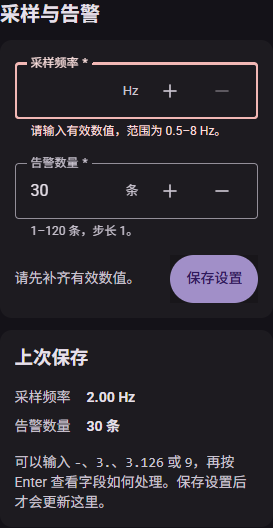 采样与告警
采样频率 *
Hz + −
请输入有效数值，范围为 0.5–8 Hz。
告警数量 *
30 条 + −
1–120 条，步长 1。
请先补齐有效数值。 保存设置
上次保存
采样频率 2.00 Hz
告警数量 30 条
可以输入 -、3.、3.126 或 9，再按
Enter 查看字段如何处理。保存设置后
才会更新这里。